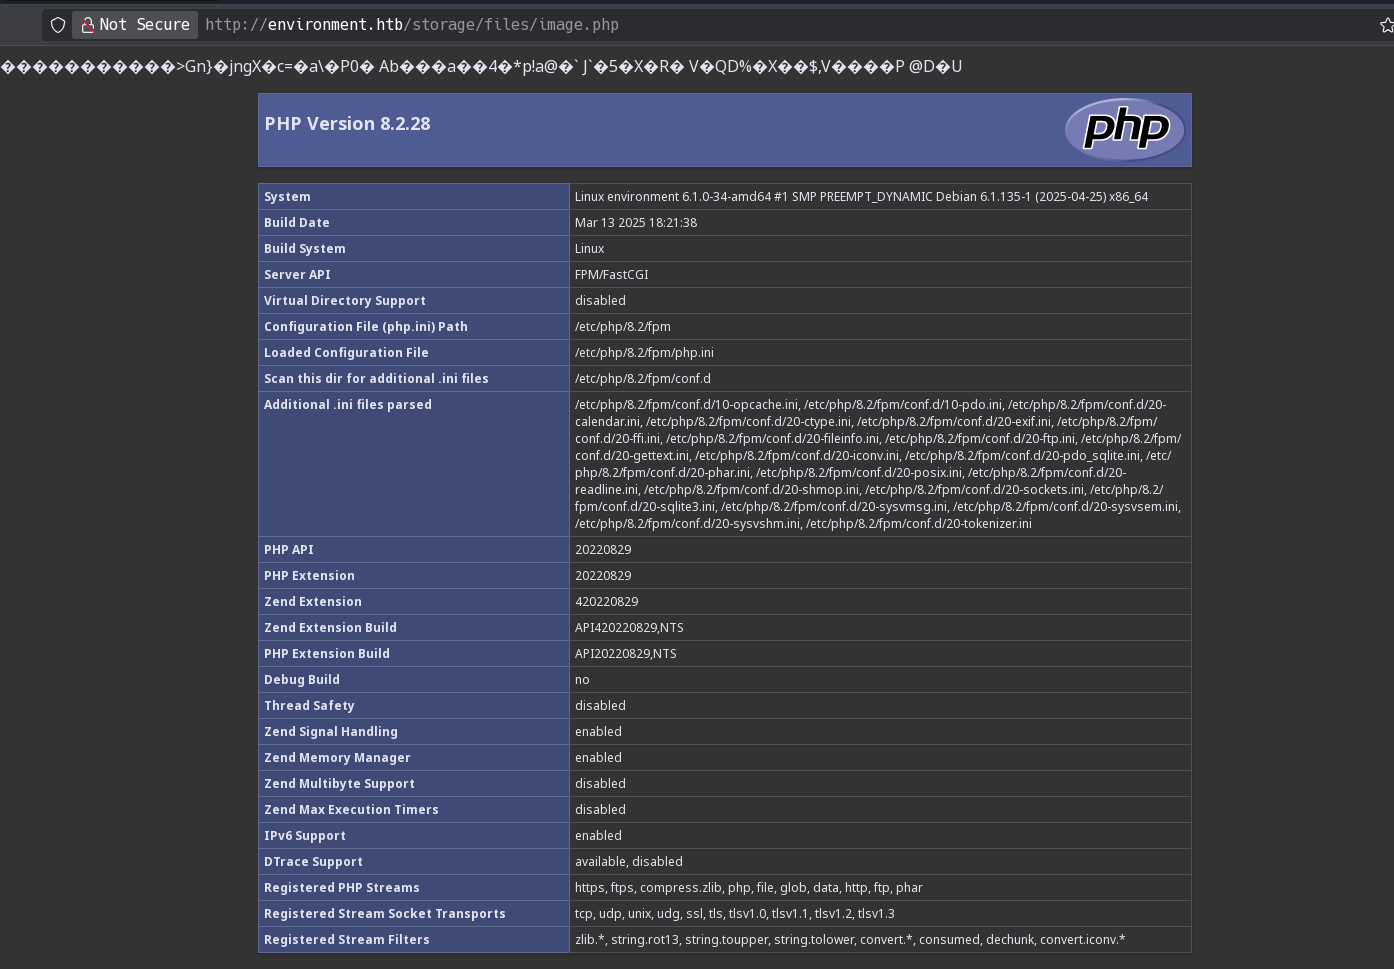 Not Secure http://environment.htb/storage/files/image.php
������������>Gn}�jngX�c=�a\�P0� Ab���a��4�*p!a@�` J`�5�X�R� V�QD%�X��$,V����P @D�U
PHP Version 8.2.28
php
System Linux environment 6.1.0-34-amd64 #1 SMP PREEMPT_DYNAMIC Debian 6.1.135-1 (2025-04-25) x86_64
Build Date Mar 13 2025 18:21:38
Build System Linux
Server API FPM/FastCGI
Virtual Directory Support disabled
Configuration File (php.ini) Path /etc/php/8.2/fpm
Loaded Configuration File /etc/php/8.2/fpm/php.ini
Scan this dir for additional .ini files /etc/php/8.2/fpm/conf.d
Additional .ini files parsed /etc/php/8.2/fpm/conf.d/10-opcache.ini, /etc/php/8.2/fpm/conf.d/10-pdo.ini, /etc/php/8.2/fpm/conf.d/20-
calendar.ini, /etc/php/8.2/fpm/conf.d/20-ctype.ini, /etc/php/8.2/fpm/conf.d/20-exif.ini, /etc/php/8.2/fpm/
conf.d/20-ffi.ini, /etc/php/8.2/fpm/conf.d/20-fileinfo.ini, /etc/php/8.2/fpm/conf.d/20-ftp.ini, /etc/php/8.2/fpm/
conf.d/20-gettext.ini, /etc/php/8.2/fpm/conf.d/20-iconv.ini, /etc/php/8.2/fpm/conf.d/20-pdo_sqlite.ini, /etc/
php/8.2/fpm/conf.d/20-phar.ini, /etc/php/8.2/fpm/conf.d/20-posix.ini, /etc/php/8.2/fpm/conf.d/20-
readline.ini, /etc/php/8.2/fpm/conf.d/20-shmop.ini, /etc/php/8.2/fpm/conf.d/20-sockets.ini, /etc/php/8.2/
fpm/conf.d/20-sqlite3.ini, /etc/php/8.2/fpm/conf.d/20-sysvmsg.ini, /etc/php/8.2/fpm/conf.d/20-sysvsem.ini,
/etc/php/8.2/fpm/conf.d/20-sysvshm.ini, /etc/php/8.2/fpm/conf.d/20-tokenizer.ini
PHP API 20220829
PHP Extension 20220829
Zend Extension 420220829
Zend Extension Build API420220829,NTS
PHP Extension Build API20220829,NTS
Debug Build no
Thread Safety disabled
Zend Signal Handling enabled
Zend Memory Manager enabled
Zend Multibyte Support disabled
Zend Max Execution Timers disabled
IPv6 Support enabled
DTrace Support available, disabled
Registered PHP Streams https, ftps, compress.zlib, php, file, glob, data, http, ftp, phar
Registered Stream Socket Transports tcp, udp, unix, udg, ssl, tls, tlsv1.0, tlsv1.1, tlsv1.2, tlsv1.3
Registered Stream Filters zlib.*, string.rot13, string.toupper, string.tolower, convert.*, consumed, dechunk, convert.iconv.*